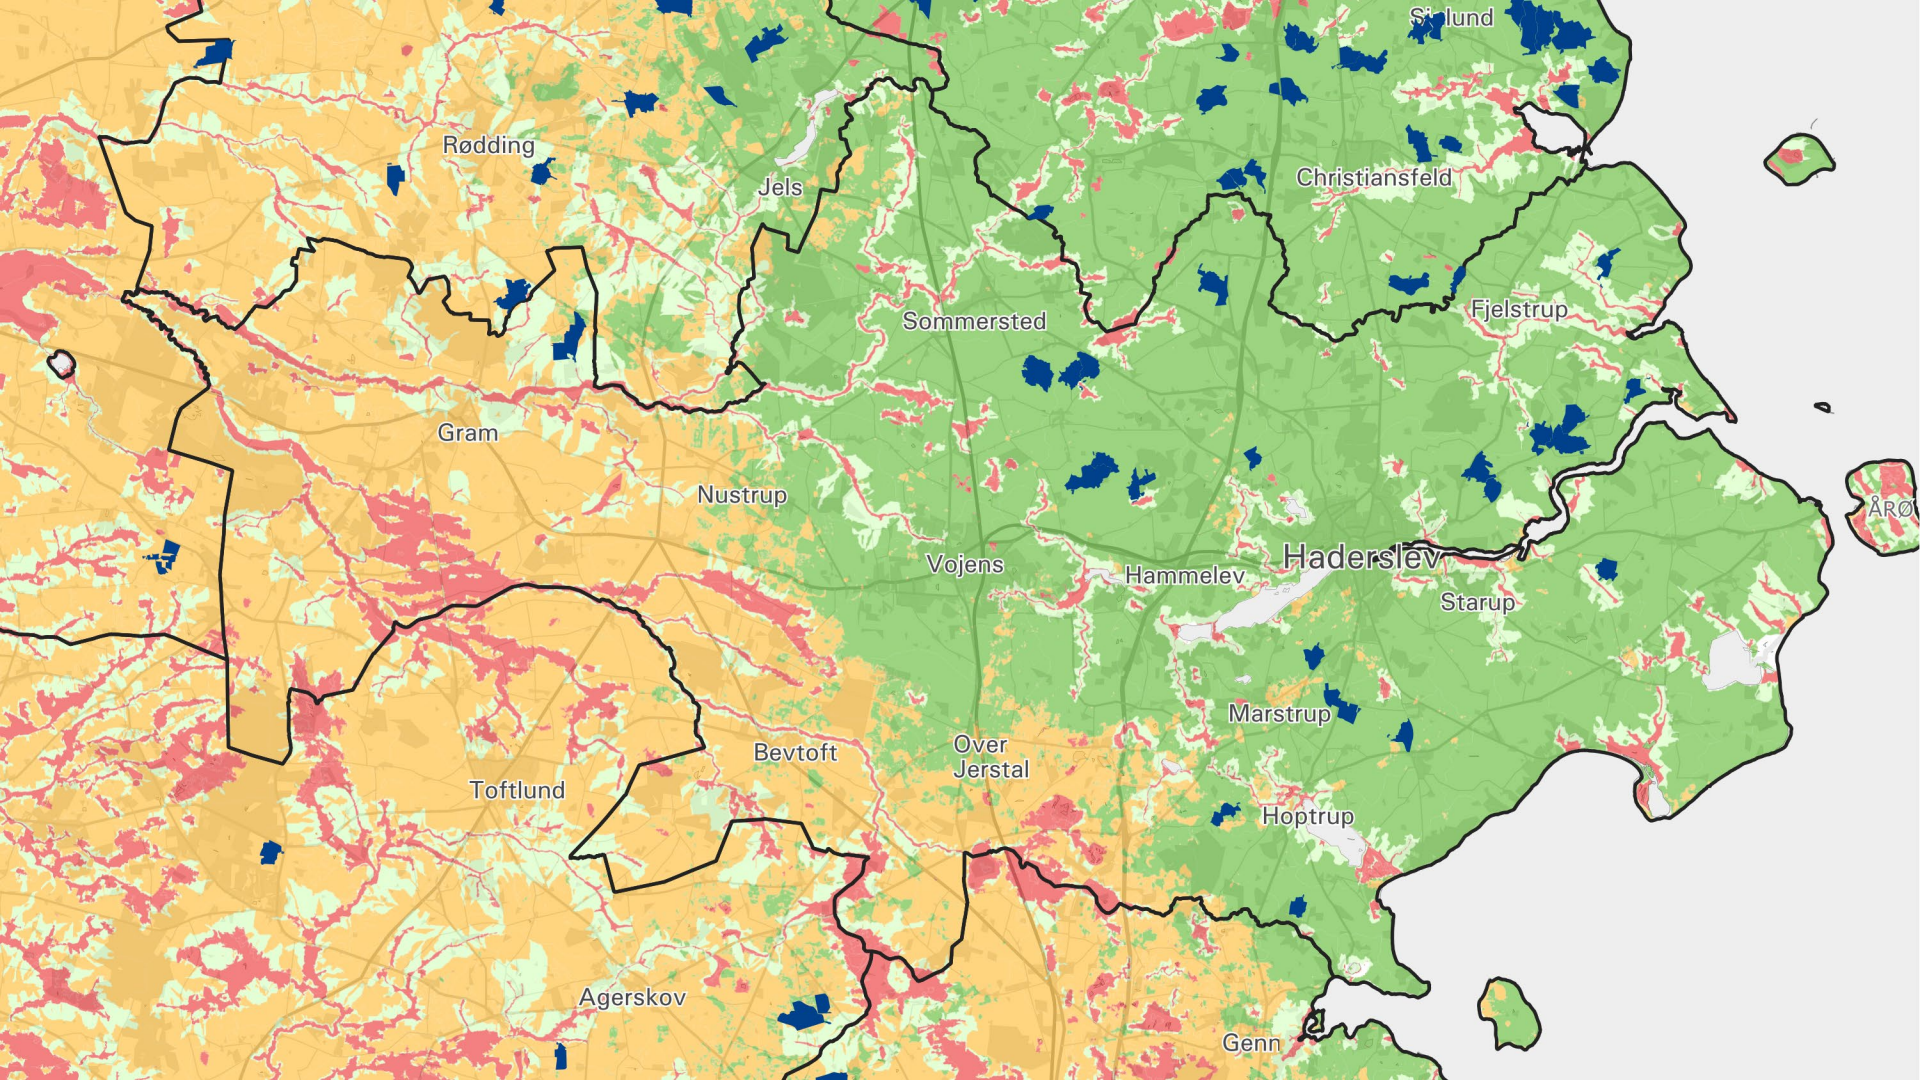 Rødding
Jels
Christiansfeld
Sommersted
Fjelstrup
Gram
Nustrup
ÅRØ
Vojens
Hammelev
Haderslev
Starup
Marstrup
Bevtoft
Over
Jerstal
Toftlund
Hoptrup
Agerskov
Genn